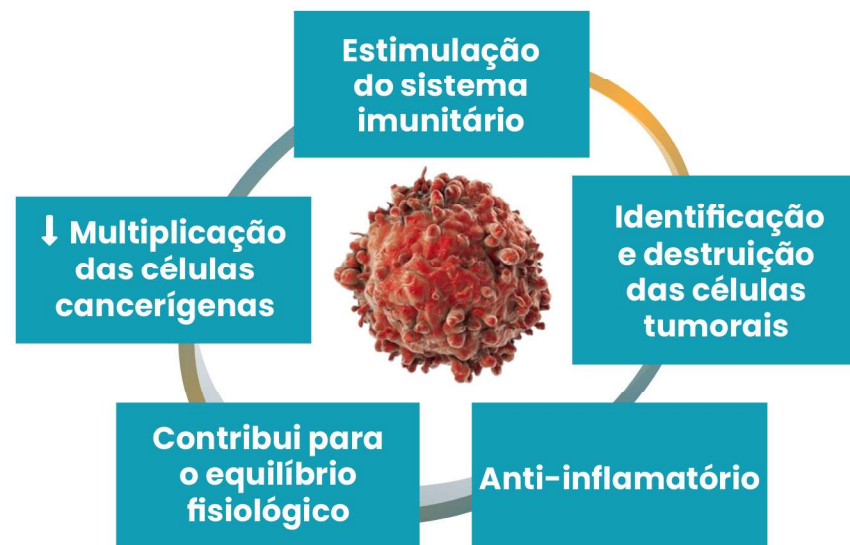 Estimulação
do sistema
imunitário
Identificação
e destruição
das células
tumorais
Anti-inflamatório
Contribui para
o equilíbrio
fisiológico
⬇ Multiplicação
das células
cancerígenas